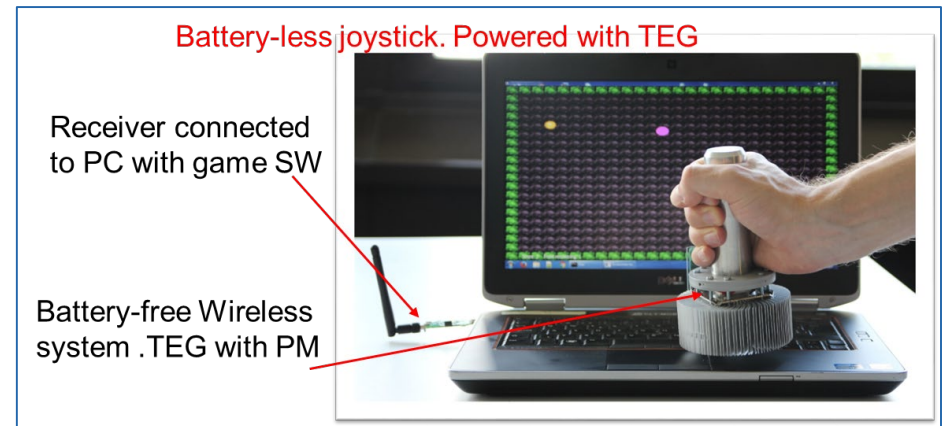 Battery-less joystick. Powered with TEG
Receiver connected
to PC with game SW
Battery-free Wireless
system .TEG with PM
DELL